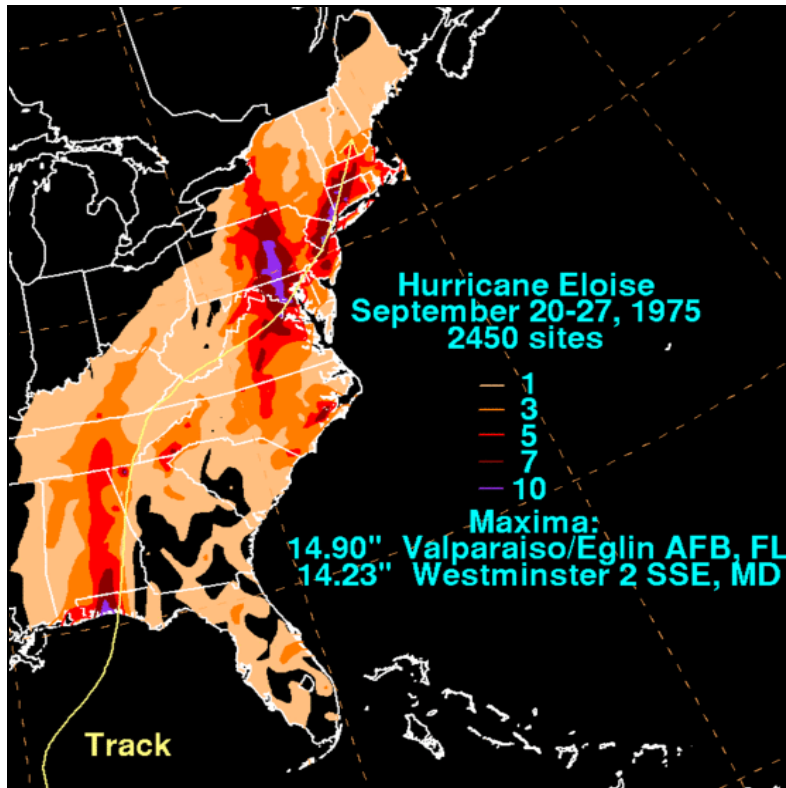 Hurricane Eloise
September 20-27, 1975
2450 sites
1
3
5
7
10
Maxima:
14.90" Valparaiso/Eglin AFB, FL
14.23" Westminster 2 SSE, MD
Track